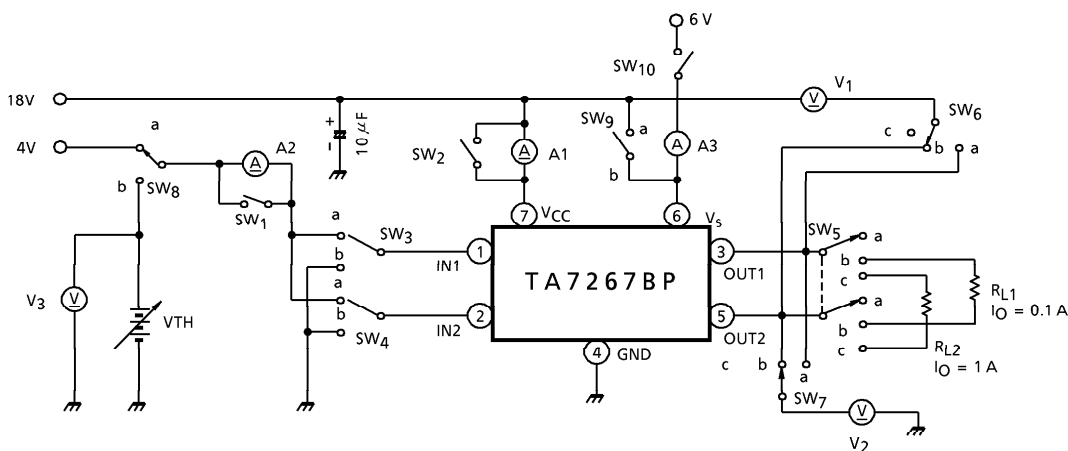 6 V
SW10
V1
18V
V
SW6
+
-
10 μF
SW9
a
c
a
SW2
A
A1
A
A3
b
a
4V
A2
A
b
b
SW8
SW1
7
VCC
6
Vs
a
SW3
SW5
a
b
1
IN1
TA7267BP
3
OUT1
b
c
V3
V
VTH
a
b
2
IN2
5
OUT2
a
RL1
IO = 0.1 A
SW4
b
4
GND
c
RL2
IO = 1 A
c
b
a
SW7
V
V2